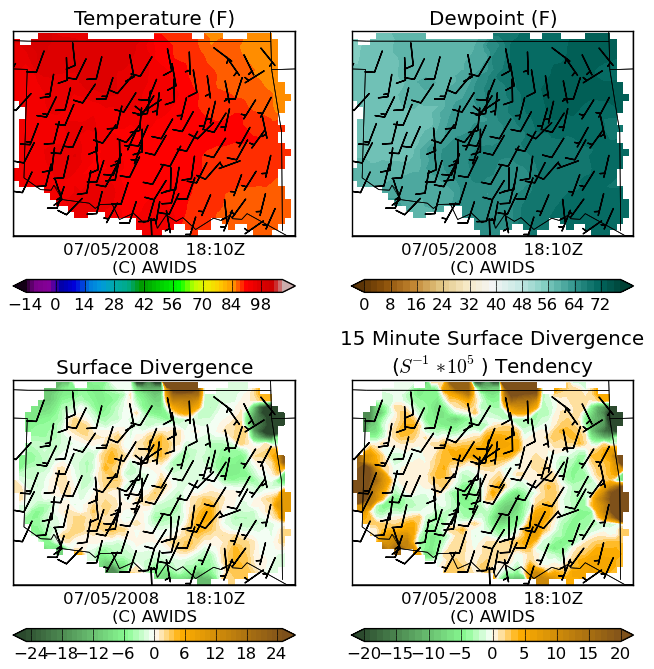 Temperature (F)
Dewpoint (F)
07/05/2008 18:10Z
(C) AWIDS
07/05/2008 18:10Z
(C) AWIDS
−14 0 14 28 42 56 70 84 98
0 8 16 24 32 40 48 56 64 72
Surface Divergence
15 Minute Surface Divergence
(S⁻¹ *10⁵ ) Tendency
07/05/2008 18:10Z
(C) AWIDS
07/05/2008 18:10Z
(C) AWIDS
−24 −18 −12 −6 0 6 12 18 24
−20 −15 −10 −5 0 5 10 15 20